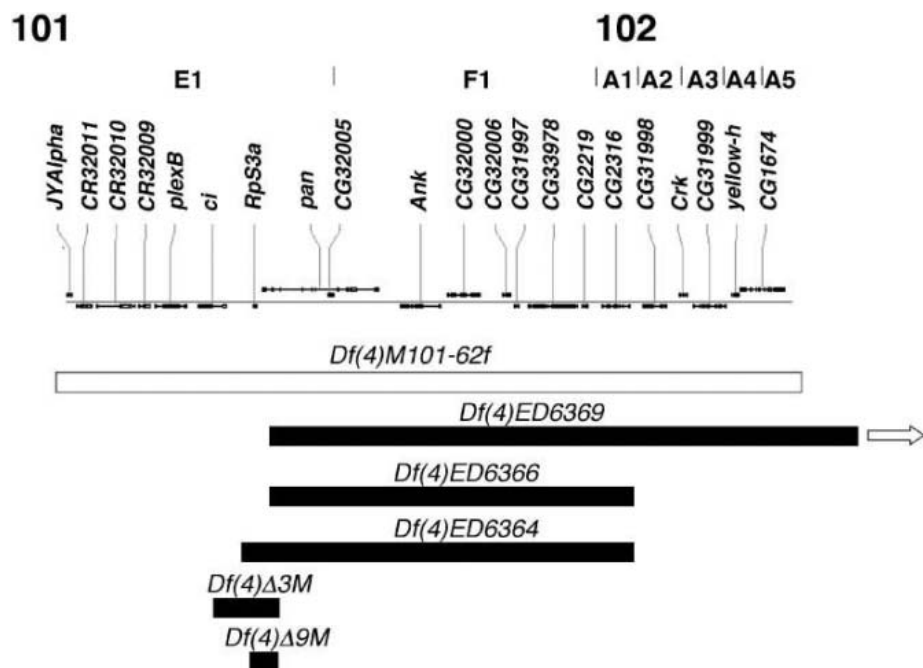 101 102
E1 F1 A1 A2 A3 A4 A5
JYAlpha CR32011 CR32010 CR32009 plexB ci RpS3a pan CG32005 Ank CG32000 CG32006 CG31997 CG33978 CG2219 CG2316 CG31998 Crk CG31999 yellow-h CG1674
Df(4)M101-62f
Df(4)ED6369
Df(4)ED6366
Df(4)ED6364
Df(4)Δ3M
Df(4)Δ9M